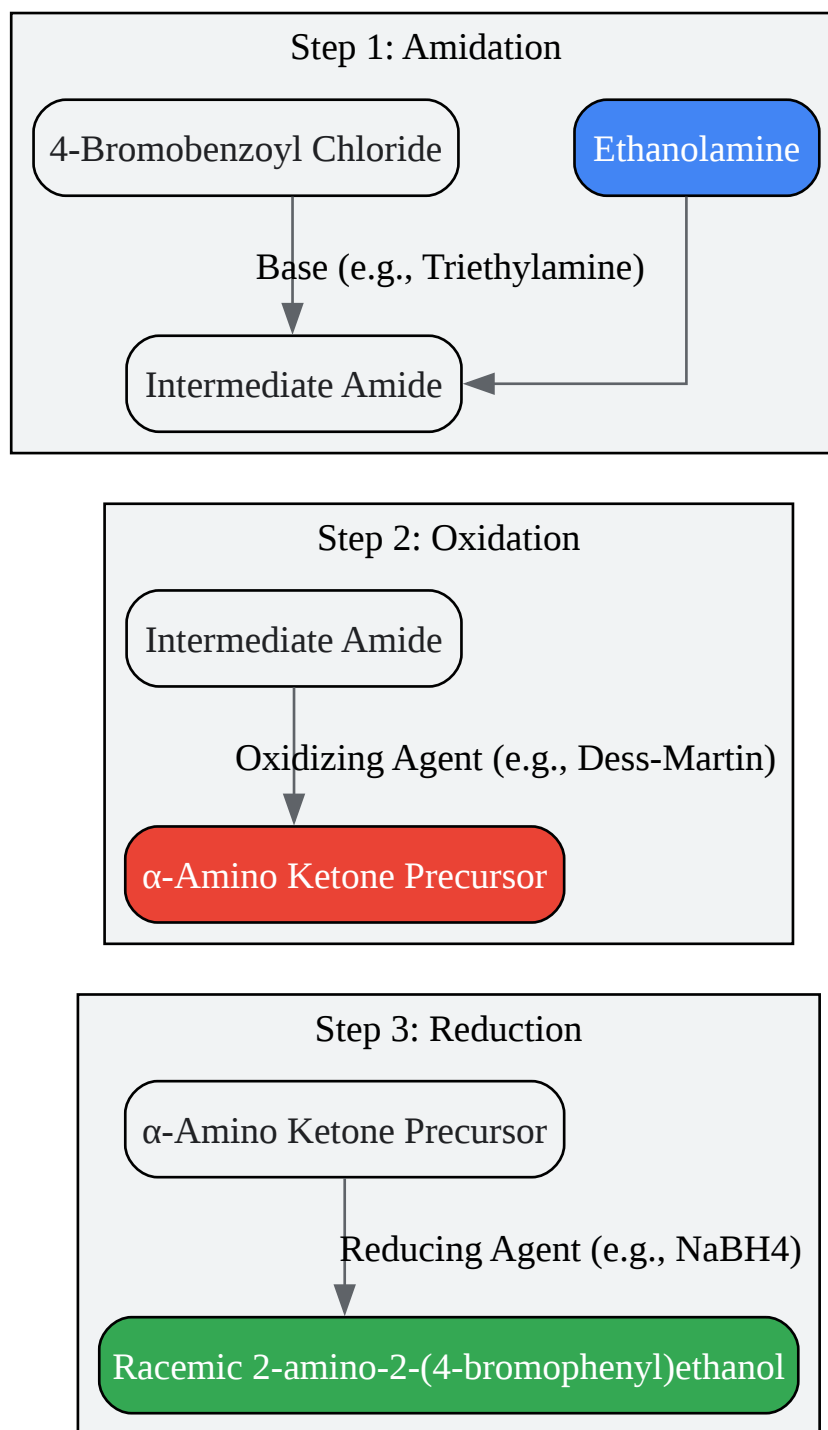 Step 1: Amidation
4-Bromobenzoyl Chloride
Ethanolamine
Base (e.g., Triethylamine)
Intermediate Amide
Step 2: Oxidation
Intermediate Amide
Oxidizing Agent (e.g., Dess-Martin)
α-Amino Ketone Precursor
Step 3: Reduction
α-Amino Ketone Precursor
Reducing Agent (e.g., NaBH4)
Racemic 2-amino-2-(4-bromophenyl)ethanol